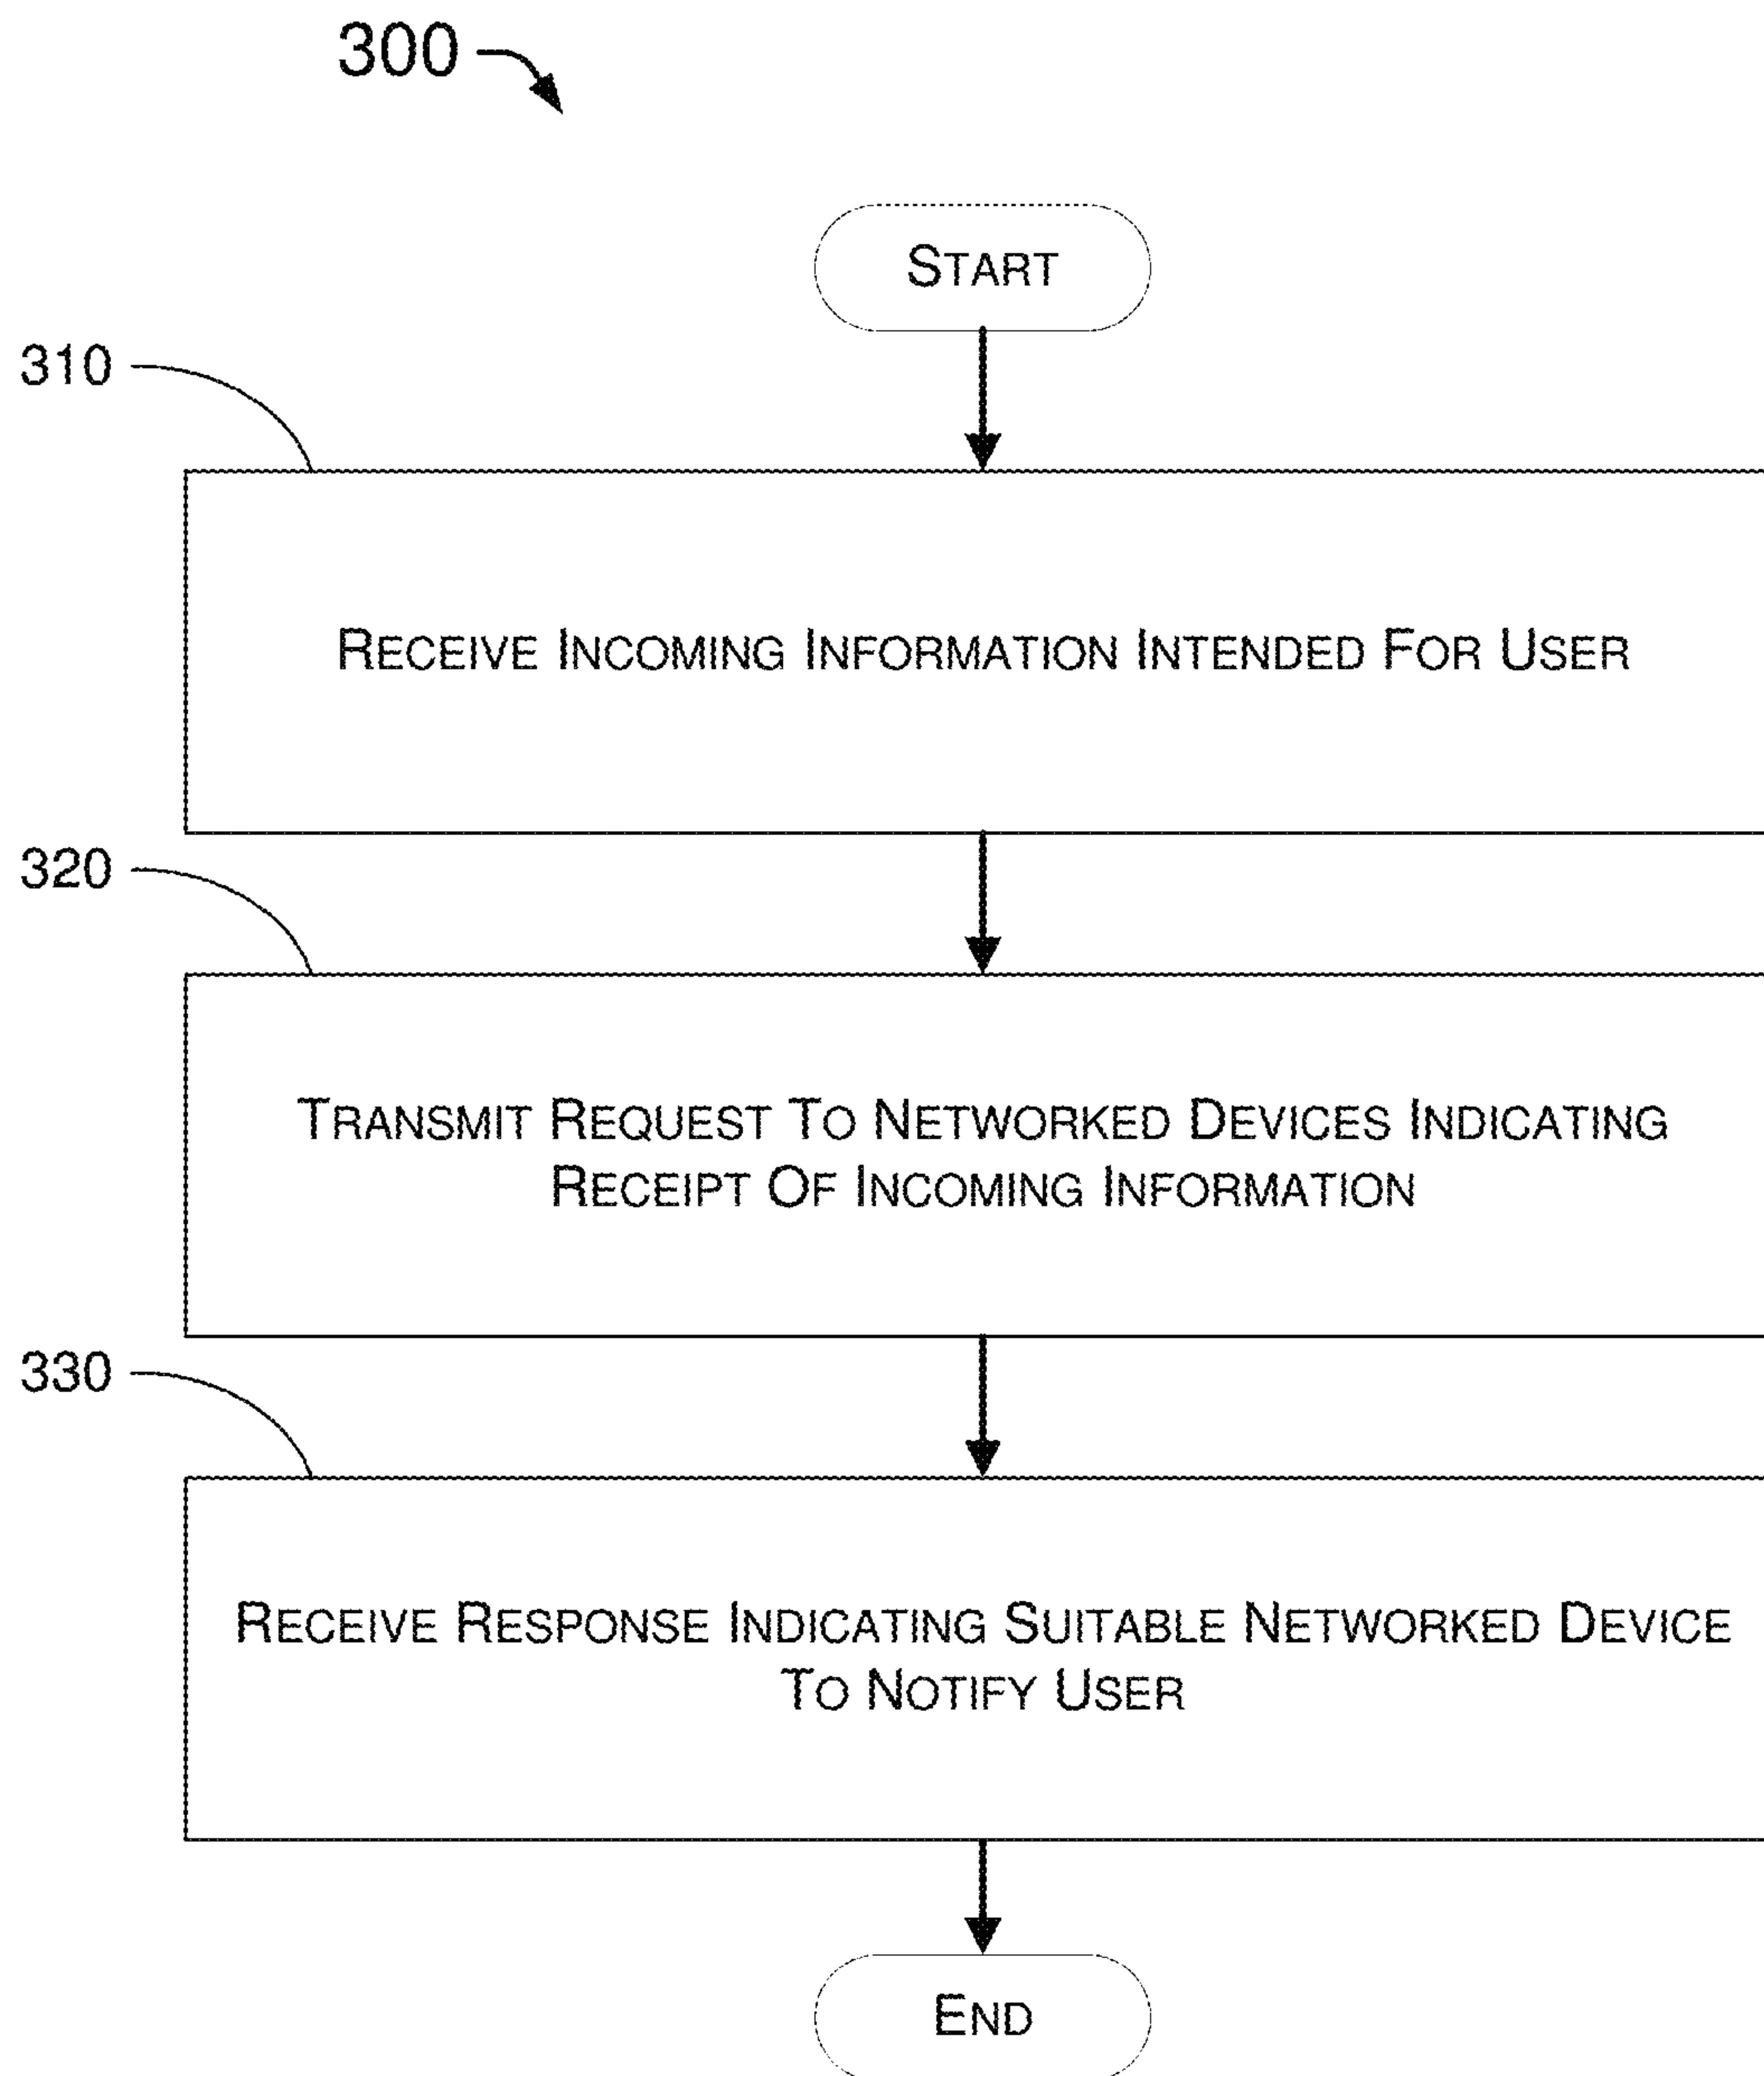 300
START
310
RECEIVE INCOMING INFORMATION INTENDED FOR USER
320
TRANSMIT REQUEST TO NETWORKED DEVICES INDICATING
RECEIPT OF INCOMING INFORMATION
330
RECEIVE RESPONSE INDICATING SUITABLE NETWORKED DEVICE
TO NOTIFY USER
END